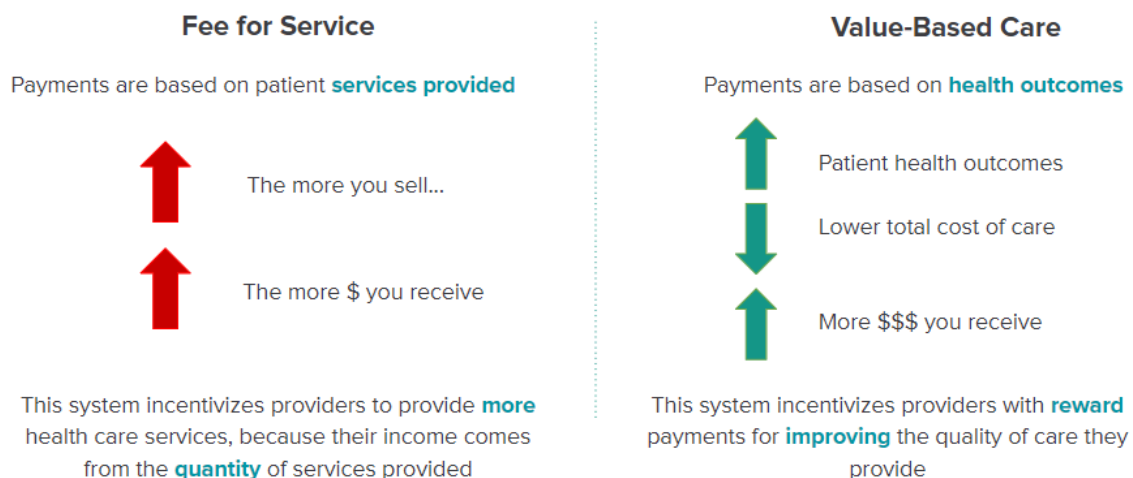 Fee for Service
Payments are based on patient services provided
The more you sell...
The more $ you receive
This system incentivizes providers to provide more
health care services, because their income comes
from the quantity of services provided
Value-Based Care
Payments are based on health outcomes
Patient health outcomes
Lower total cost of care
More $$$ you receive
This system incentivizes providers with reward
payments for improving the quality of care they
provide